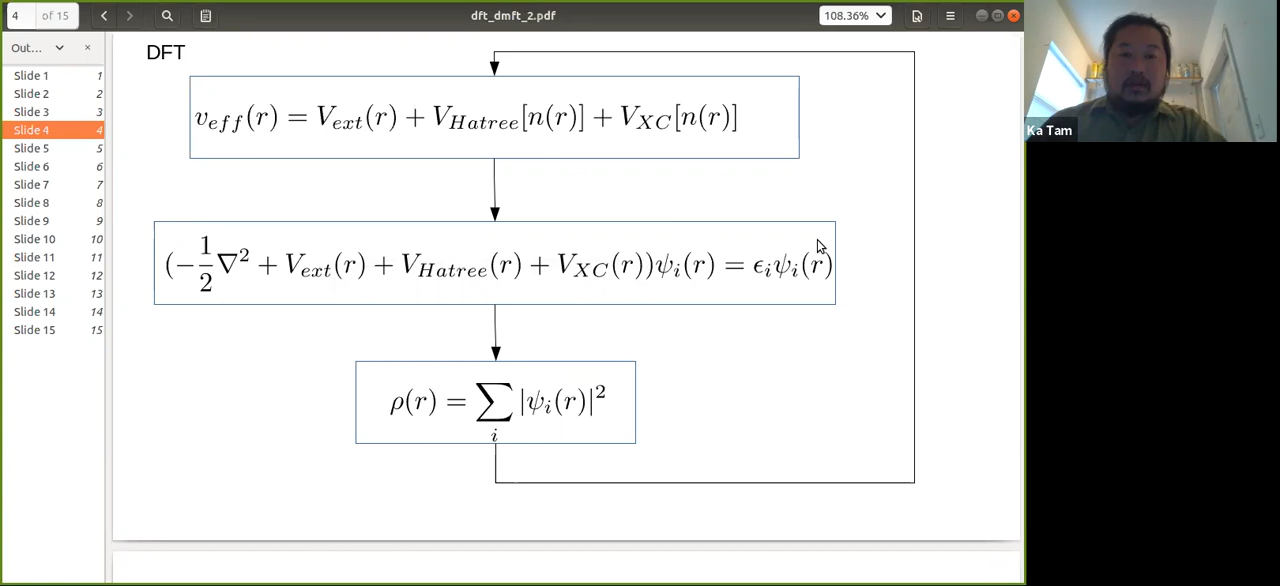 4 of 15
dft_dmft_2.pdf
108.36%
Out...
Slide 1 1
Slide 2 2
Slide 3 3
Slide 4 4
Slide 5 5
Slide 6 6
Slide 7 7
Slide 8 8
Slide 9 9
Slide 10 10
Slide 11 11
Slide 12 12
Slide 13 13
Slide 14 14
Slide 15 15
DFT
v_{eff}(r) = V_{ext}(r) + V_{Hatree}[n(r)] + V_{XC}[n(r)]
(-\frac{1}{2}∇^2 + V_{ext}(r) + V_{Hatree}(r) + V_{XC}(r))ψ_i(r) = ϵ_iψ_i(r)
ρ(r) = \sum_i |ψ_i(r)|^2
Ka Tam